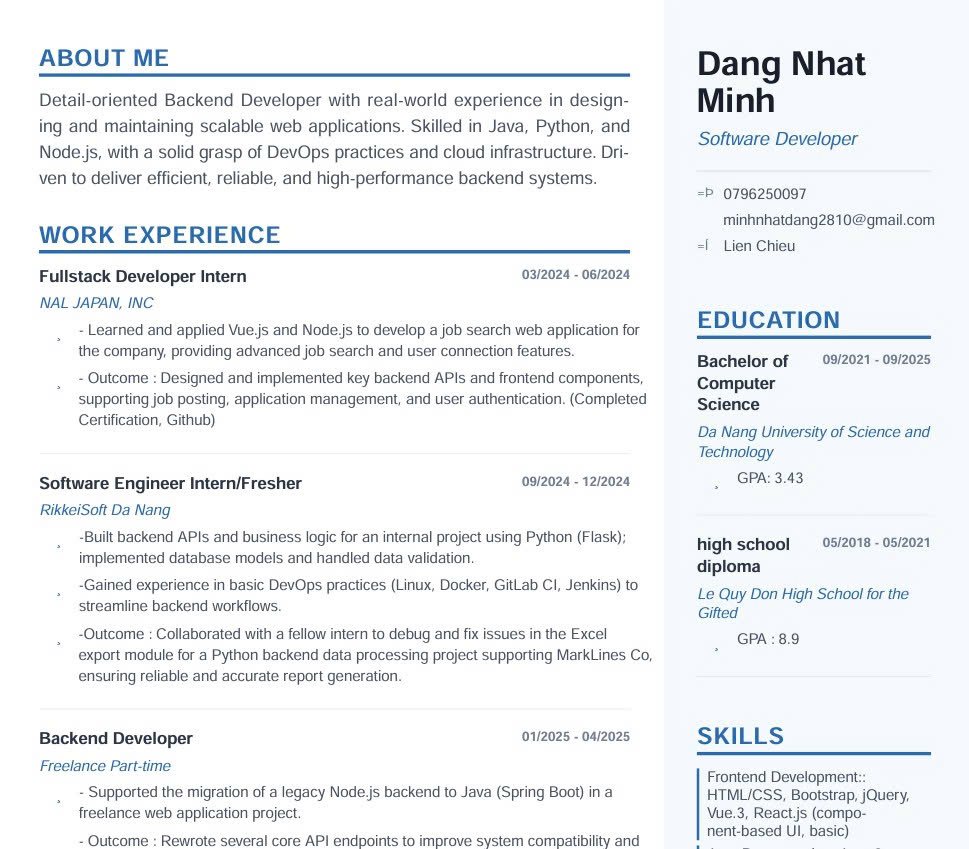 ABOUT ME
Detail-oriented Backend Developer with real-world experience in design-
ing and maintaining scalable web applications. Skilled in Java, Python, and
Node.js, with a solid grasp of DevOps practices and cloud infrastructure. Dri-
ven to deliver efficient, reliable, and high-performance backend systems.
WORK EXPERIENCE
Fullstack Developer Intern 03/2024 - 06/2024
NAL JAPAN, INC
- Learned and applied Vue.js and Node.js to develop a job search web application for
the company, providing advanced job search and user connection features.
- Outcome : Designed and implemented key backend APIs and frontend components,
supporting job posting, application management, and user authentication. (Completed
Certification, Github)
Software Engineer Intern/Fresher 09/2024 - 12/2024
RikkeiSoft Da Nang
-Built backend APIs and business logic for an internal project using Python (Flask);
implemented database models and handled data validation.
-Gained experience in basic DevOps practices (Linux, Docker, GitLab CI, Jenkins) to
streamline backend workflows.
-Outcome : Collaborated with a fellow intern to debug and fix issues in the Excel
export module for a Python backend data processing project supporting MarkLines Co,
ensuring reliable and accurate report generation.
Backend Developer 01/2025 - 04/2025
Freelance Part-time
- Supported the migration of a legacy Node.js backend to Java (Spring Boot) in a
freelance web application project.
- Outcome : Rewrote several core API endpoints to improve system compatibility and
Dang Nhat
Minh
Software Developer
=Þ 0796250097
minhnhatdang2810@gmail.com
=Í Lien Chieu
EDUCATION
Bachelor of 09/2021 - 09/2025
Computer
Science
Da Nang University of Science and
Technology
GPA: 3.43
high school 05/2018 - 05/2021
diploma
Le Quy Don High School for the
Gifted
GPA : 8.9
SKILLS
Frontend Development::
HTML/CSS, Bootstrap, jQuery,
Vue.3, React.js (compo-
nent-based UI, basic)